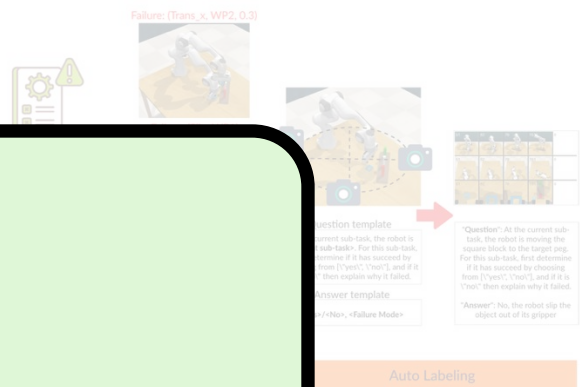 Failure: (Trans_x, WP2, 0.3)
uestion template
current sub-task, the robot is
t sub-task>. For this sub-task,
etermine if it has succeed by
from [\"yes\", \"no\"], and if it
\" then explain why it failed.
Answer template
s>/<No>, <Failure Mode>
"Question": At the current sub-
task, the robot is moving the
square block to the target peg.
For this sub-task, first determine
if it has succeed by choosing
from [\"yes\", \"no\"], and if it is
\"no\" then explain why it failed.
"Answer": No, the robot slip the
object out of its gripper
Auto Labeling